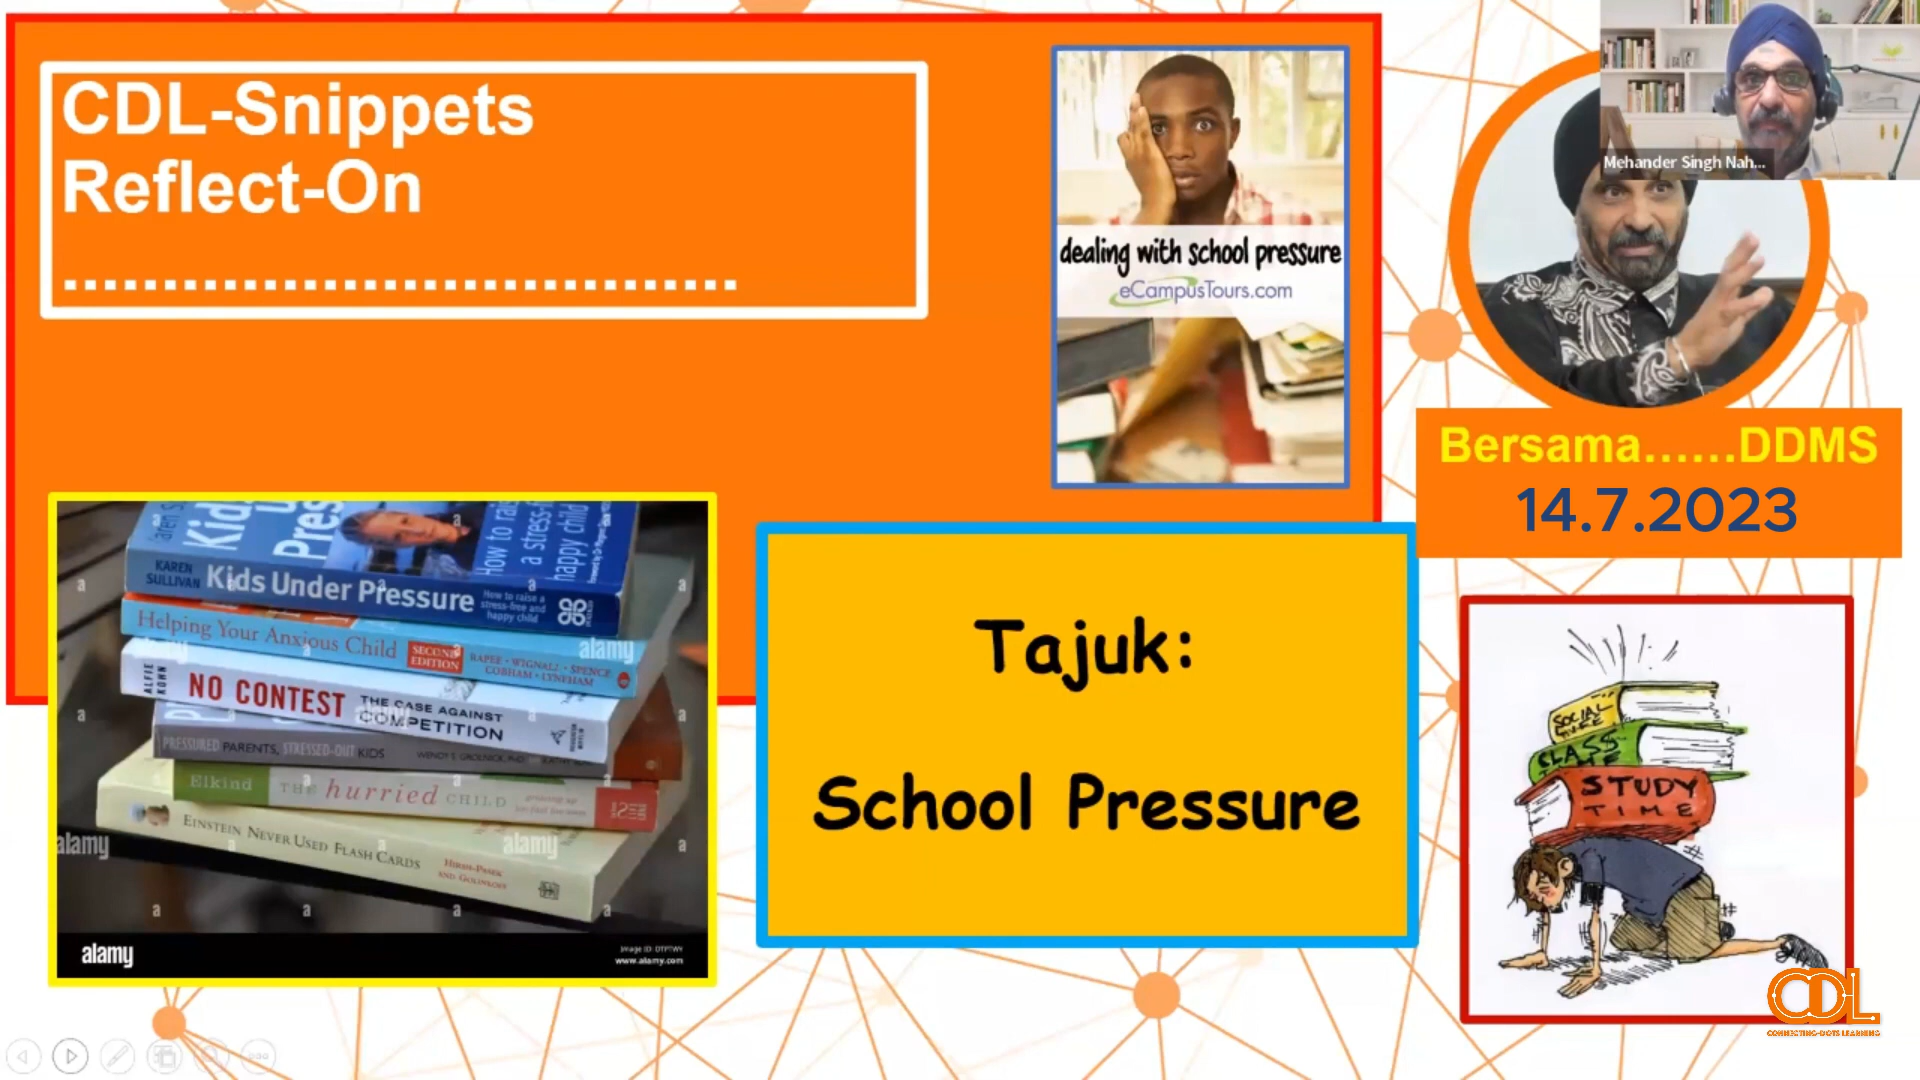 CDL-Snippets
Reflect-On
..................................
dealing with school pressure
eCampusTours.com
Mehander Singh Nah...
Bersama......DDMS
14.7.2023
Kids Under Pressure
KAREN
SULLIVAN
How to raise a
stress-free and
happy child
Helping Your Anxious Child
SECOND
EDITION
RAPEE • WIGNALL • SPENCE
COBHAM • LYNEHAM
ALFIE
KOHN
NO CONTEST
THE CASE AGAINST
COMPETITION
PRESSURED PARENTS, STRESSED-OUT KIDS
Elkind
THE hurried CHILD
EINSTEIN NEVER USED FLASH CARDS
HIRSH-PASEK
AND GOLINKOFF
alamy
alamy
alamy
alamy
www.alamy.com
Tajuk:
School Pressure
SOCIAL
CLASS
TIME
STUDY
TIME
CDL
CONNECTING-DOTS LEARNING